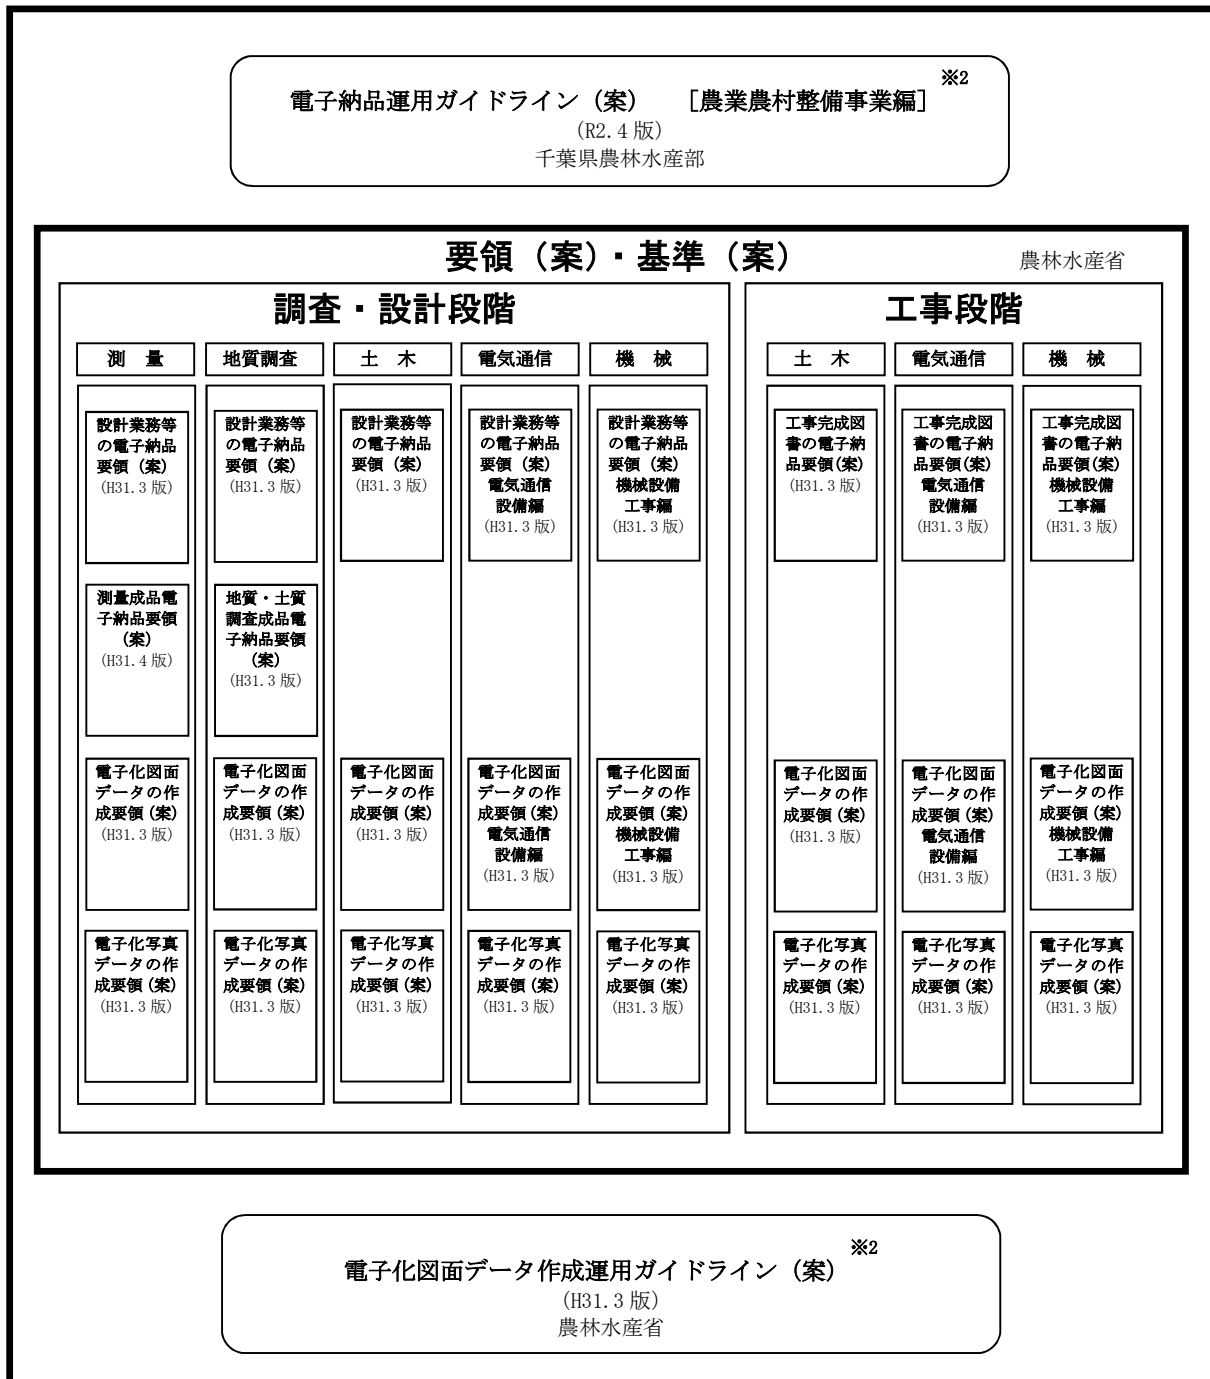 ※2
電子納品運用ガイドライン（案）　［農業農村整備事業編］
(R2.4 版)
千葉県農林水産部
要領（案）・基準（案）
農林水産省
調査・設計段階
測　量
地質調査
土　木
電気通信
機　械
設計業務等
の電子納品
要領（案）
(H31.3 版)
測量成品電
子納品要領
（案）
(H31.4 版)
電子化図面
データの作
成要領（案）
(H31.3 版)
電子化写真
データの作
成要領（案）
(H31.3 版)
設計業務等
の電子納品
要領（案）
(H31.3 版)
地質・土質
調査成品電
子納品要領
（案）
(H31.3 版)
電子化図面
データの作
成要領（案）
(H31.3 版)
電子化写真
データの作
成要領（案）
(H31.3 版)
設計業務等
の電子納品
要領（案）
(H31.3 版)
電子化図面
データの作
成要領（案）
(H31.3 版)
電子化写真
データの作
成要領（案）
(H31.3 版)
設計業務等
の電子納品
要領（案）
電気通信
設備編
(H31.3 版)
電子化図面
データの作
成要領（案）
電気通信
設備編
(H31.3 版)
電子化写真
データの作
成要領（案）
(H31.3 版)
設計業務等
の電子納品
要領（案）
機械設備
工事編
(H31.3 版)
電子化図面
データの作
成要領（案）
機械設備
工事編
(H31.3 版)
電子化写真
データの作
成要領（案）
(H31.3 版)
工事段階
土　木
電気通信
機　械
工事完成図
書の電子納
品要領（案）
(H31.3 版)
電子化図面
データの作
成要領（案）
(H31.3 版)
電子化写真
データの作
成要領（案）
(H31.3 版)
工事完成図
書の電子納
品要領（案）
電気通信
設備編
(H31.3 版)
電子化図面
データの作
成要領（案）
電気通信
設備編
(H31.3 版)
電子化写真
データの作
成要領（案）
(H31.3 版)
工事完成図
書の電子納
品要領（案）
機械設備
工事編
(H31.3 版)
電子化図面
データの作
成要領（案）
機械設備
工事編
(H31.3 版)
電子化写真
データの作
成要領（案）
(H31.3 版)
※2
電子化図面データ作成運用ガイドライン（案）
(H31.3 版)
農林水産省